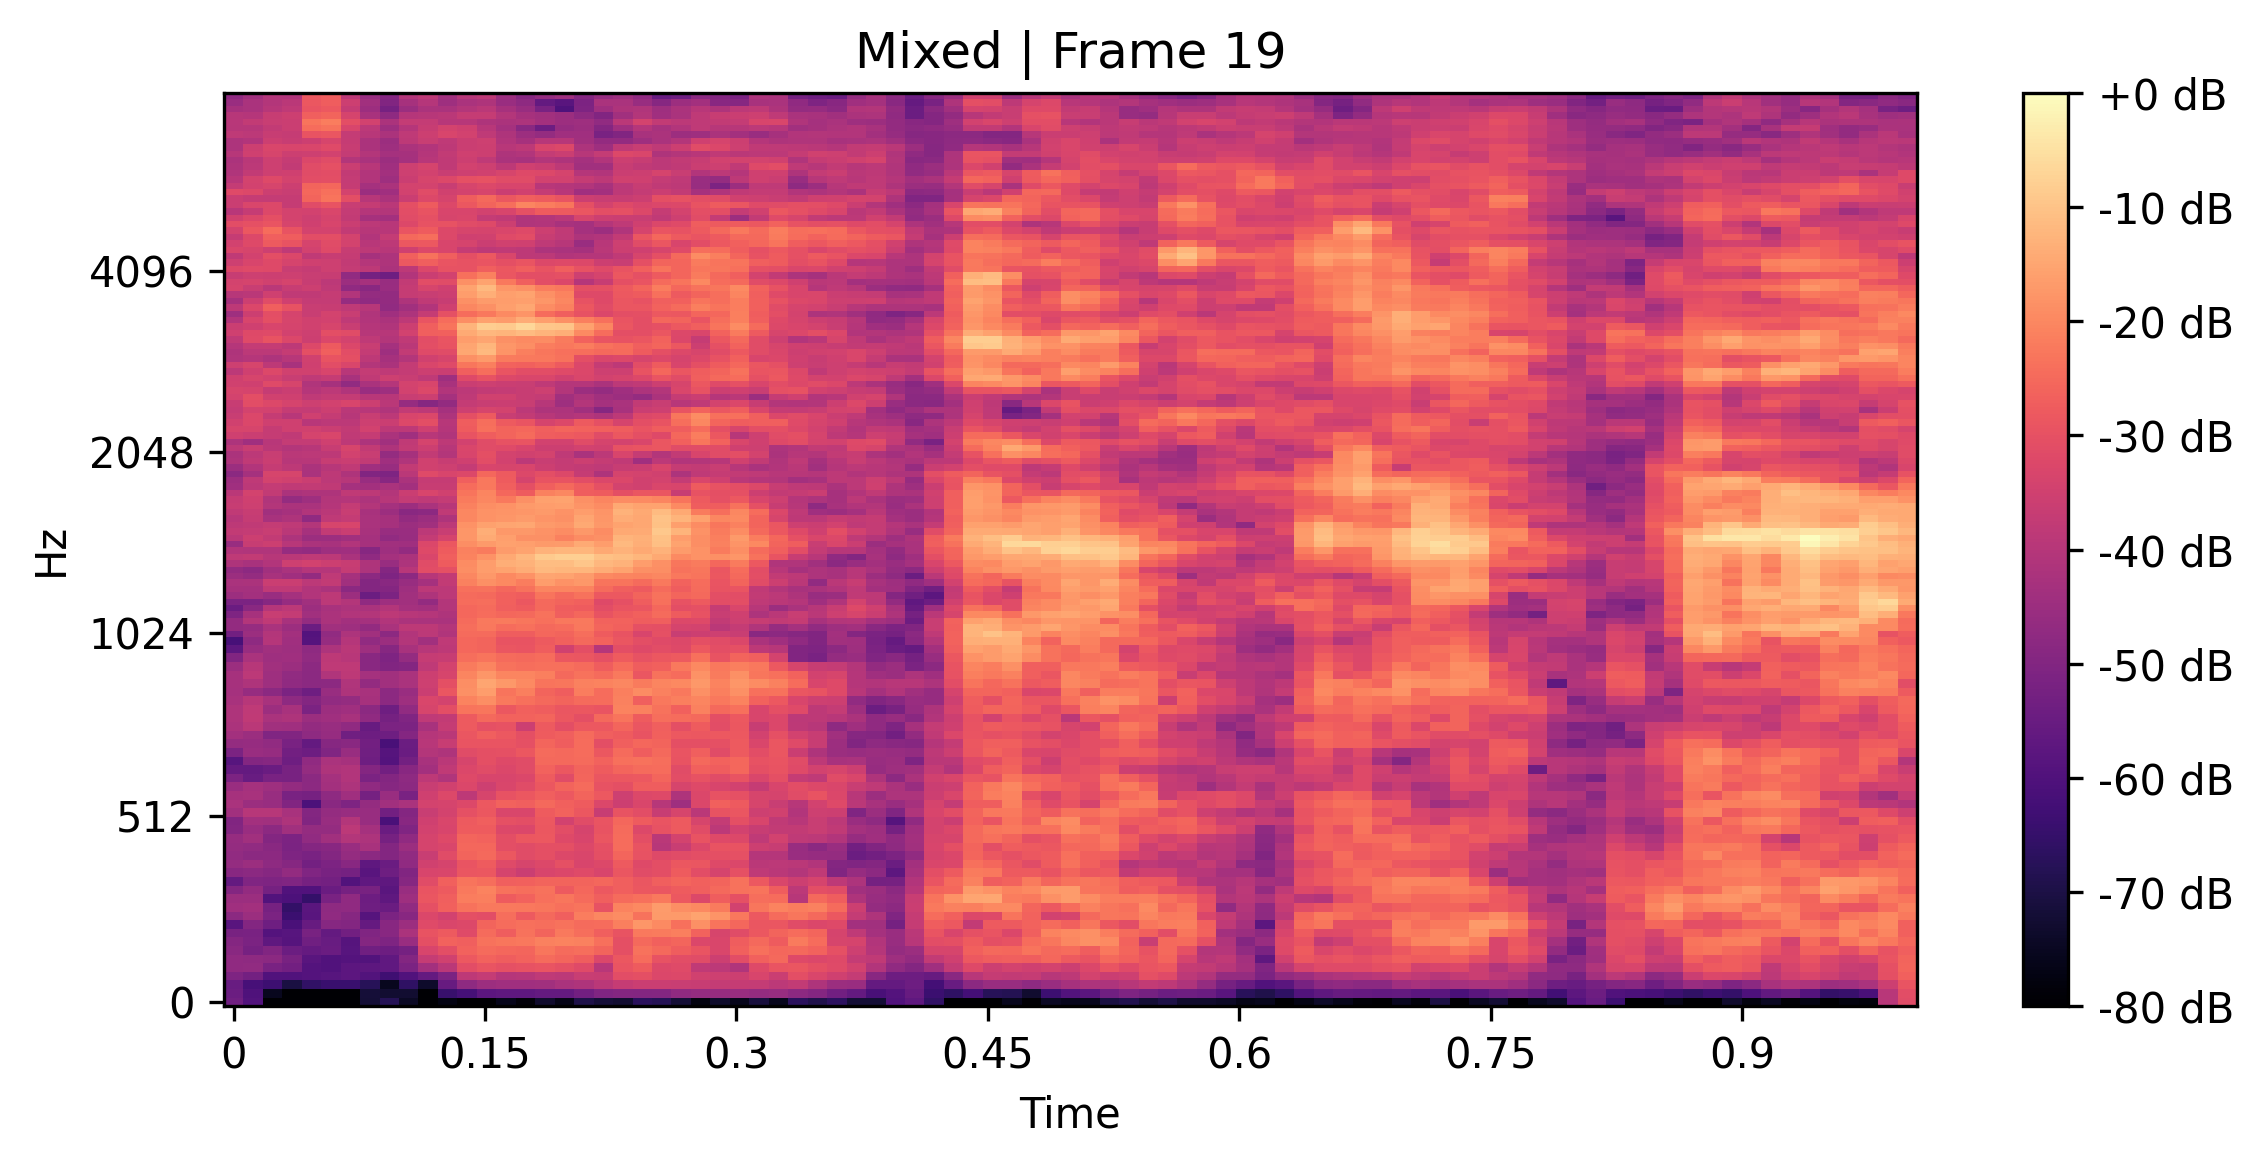 Mixed | Frame 19
+0 dB
-10 dB
-20 dB
-30 dB
-40 dB
-50 dB
-60 dB
-70 dB
-80 dB
4096
2048
1024
512
0
Hz
0 0.15 0.3 0.45 0.6 0.75 0.9
Time